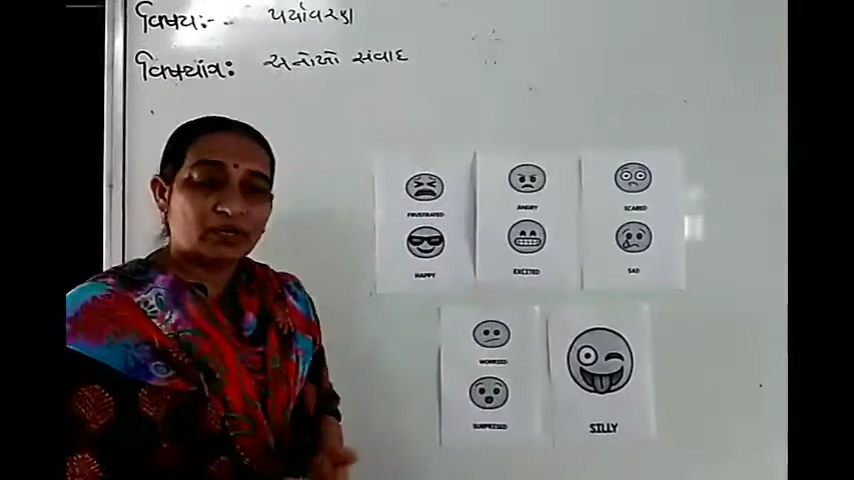 વિષય:- પર્યાવરણ
વિષયાંગ: અનોખો સંવાદ
FRUSTRATED
ANGRY
SCARED
HAPPY
EXCITED
SAD
WORRIED
SURPRISED
SILLY